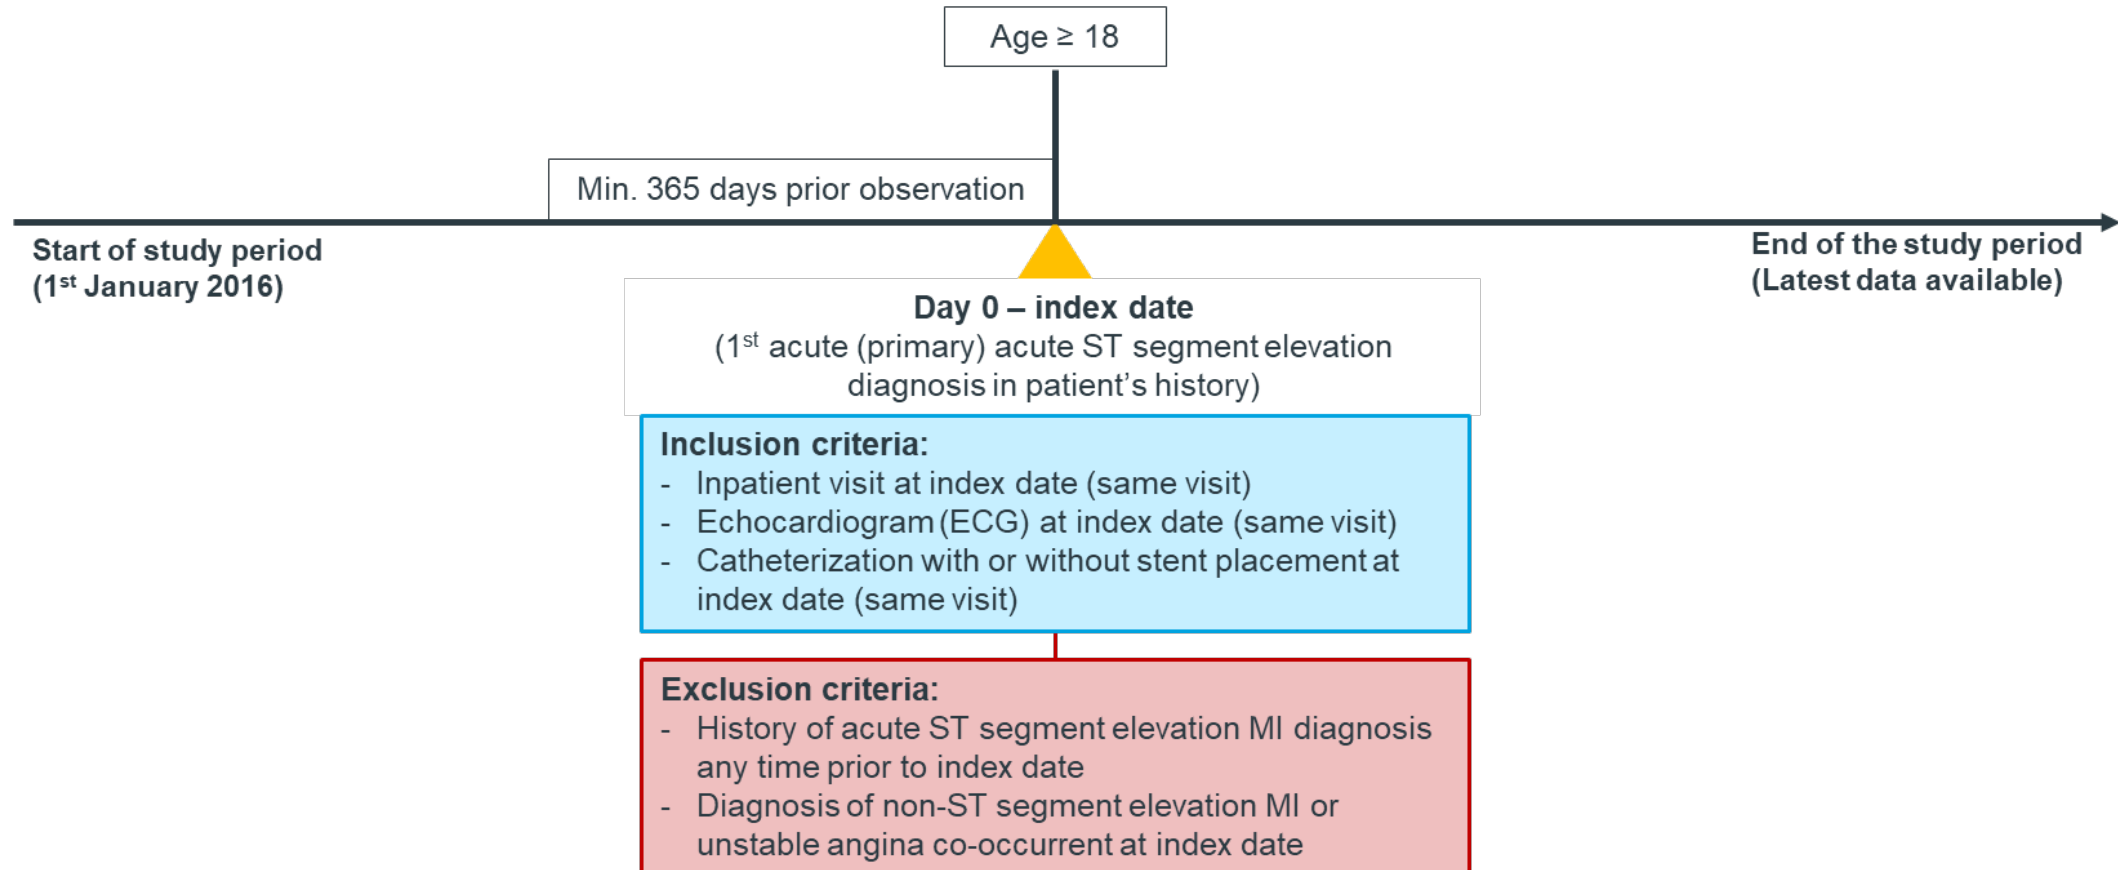 Age ≥ 18
Min. 365 days prior observation
Start of study period
(1st January 2016)
End of the study period
(Latest data available)
Day 0 – index date
(1st acute (primary) acute ST segment elevation
diagnosis in patient's history)
Inclusion criteria:
- Inpatient visit at index date (same visit)
- Echocardiogram (ECG) at index date (same visit)
- Catheterization with or without stent placement at
index date (same visit)
Exclusion criteria:
- History of acute ST segment elevation MI diagnosis
any time prior to index date
- Diagnosis of non-ST segment elevation MI or
unstable angina co-occurrent at index date